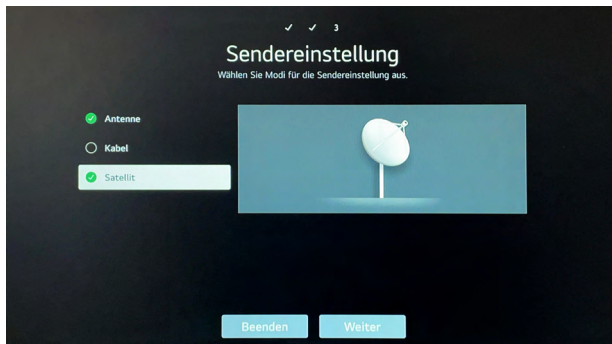 ✓ ✓ 3
Sendereinstellung
Wählen Sie Modi für die Sendereinstellung aus.
Antenne
Kabel
Satellit
Beenden
Weiter